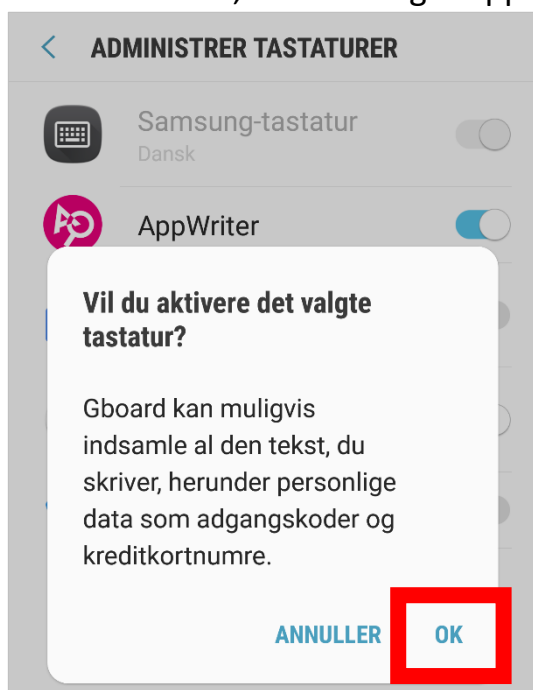 ADMINISTRER TASTATURER
Samsung-tastatur
Dansk
AppWriter
Vil du aktivere det valgte
tastatur?
Gboard kan muligvis
indsamle al den tekst, du
skriver, herunder personlige
data som adgangskoder og
kreditkortnumre.
ANNULLER OK